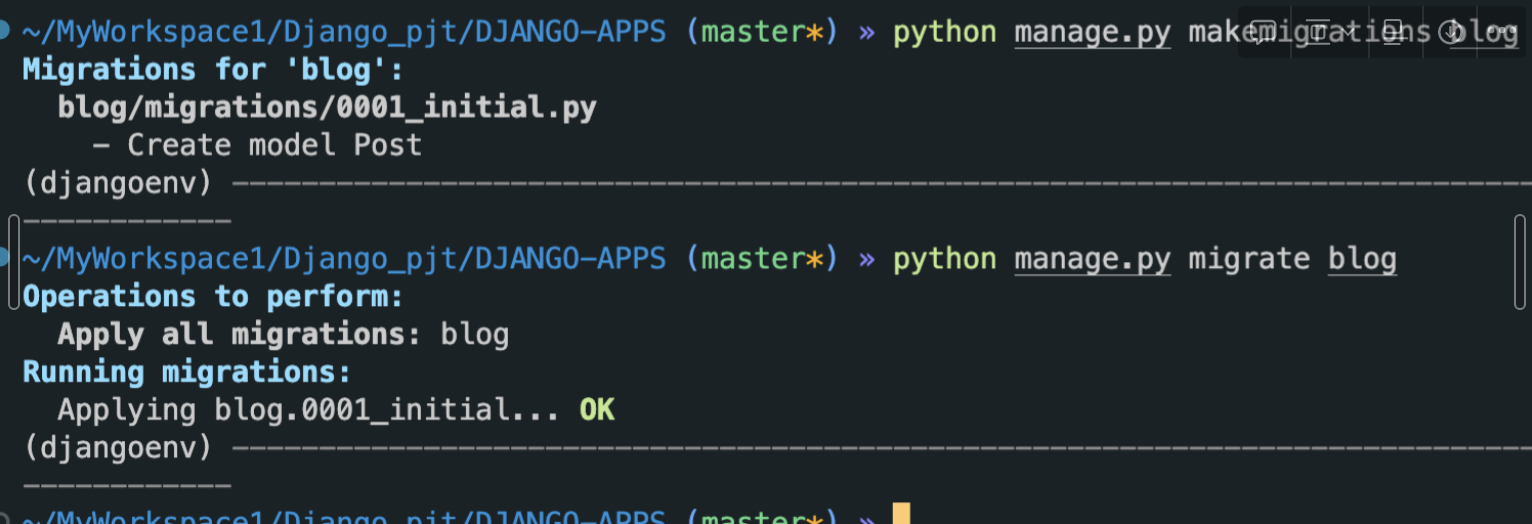 ~/MyWorkspace1/Django_pjt/DJANGO-APPS (master*) » python manage.py makemigrations blog
Migrations for 'blog':
  blog/migrations/0001_initial.py
    – Create model Post
(djangoenv) ––––––––––––––––––––––––––––––––––––––––––––––––––––––––––––––––––––––––––
––––––––––––
~/MyWorkspace1/Django_pjt/DJANGO-APPS (master*) » python manage.py migrate blog
Operations to perform:
  Apply all migrations: blog
Running migrations:
  Applying blog.0001_initial... OK
(djangoenv) ––––––––––––––––––––––––––––––––––––––––––––––––––––––––––––––––––––––––––
––––––––––––
~/MyWorkspace1/Django_pjt/DJANGO-APPS (master*) »